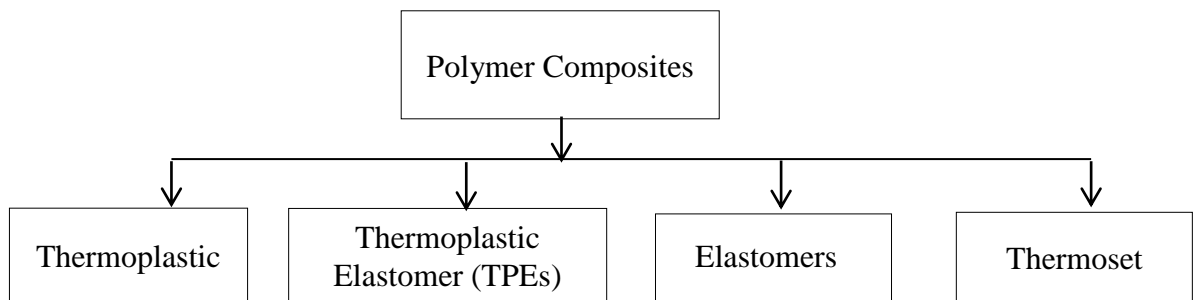 Polymer Composites
Thermoplastic
Thermoplastic
Elastomer (TPEs)
Elastomers
Thermoset